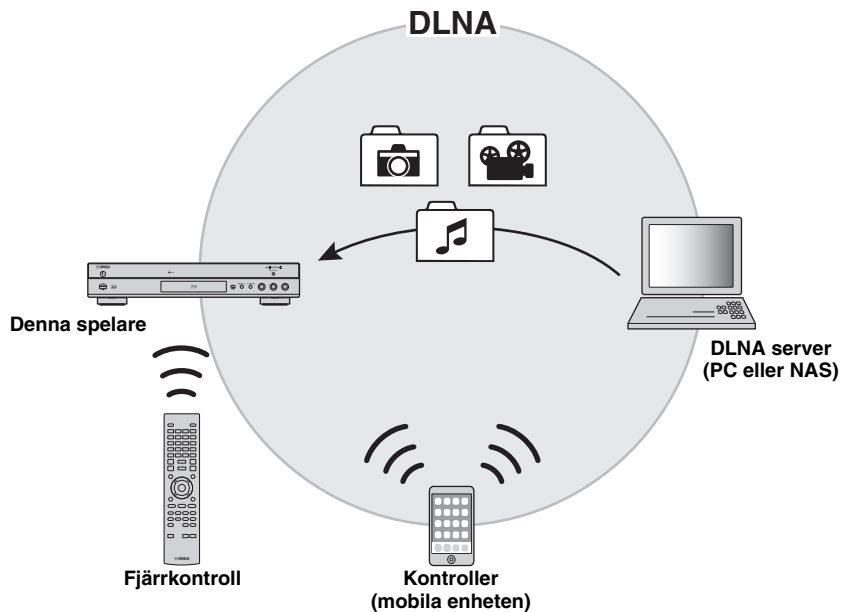 DLNA
Denna spelare
DLNA server
(PC eller NAS)
Fjärrkontroll
Kontroller
(mobila enheten)